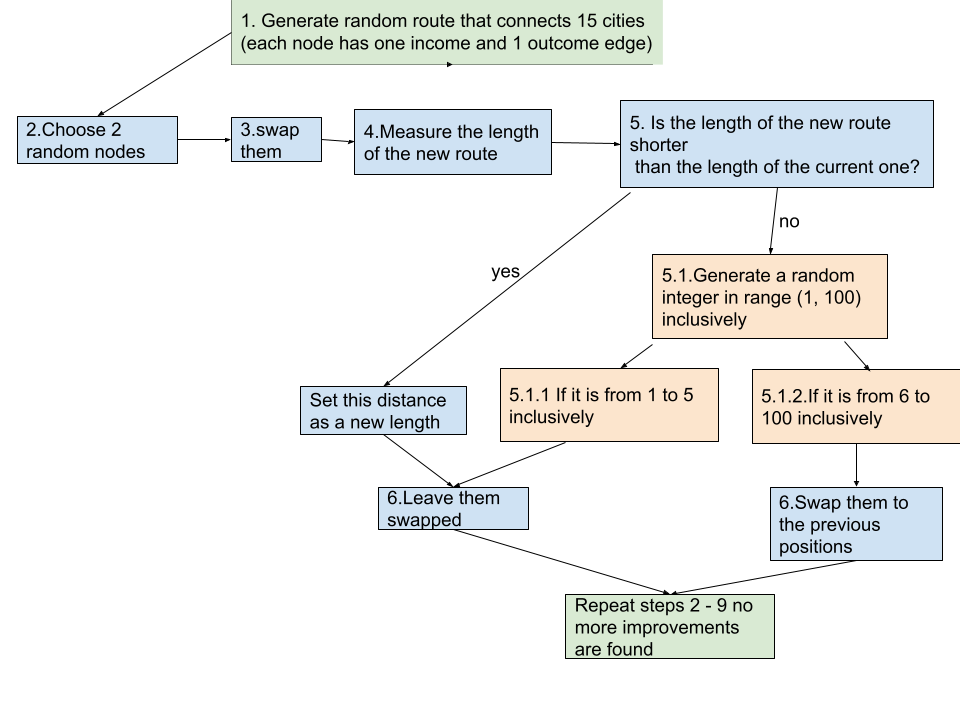 1. Generate random route that connects 15 cities
(each node has one income and 1 outcome edge)
2.Choose 2
random nodes
3.swap
them
4.Measure the length
of the new route
5. Is the length of the new route
shorter
than the length of the current one?
no
yes
5.1.Generate a random
integer in range (1, 100)
inclusively
Set this distance
as a new length
5.1.1 If it is from 1 to 5
inclusively
5.1.2.If it is from 6 to
100 inclusively
6.Leave them
swapped
6.Swap them to
the previous
positions
Repeat steps 2 - 9 no
more improvements
are found